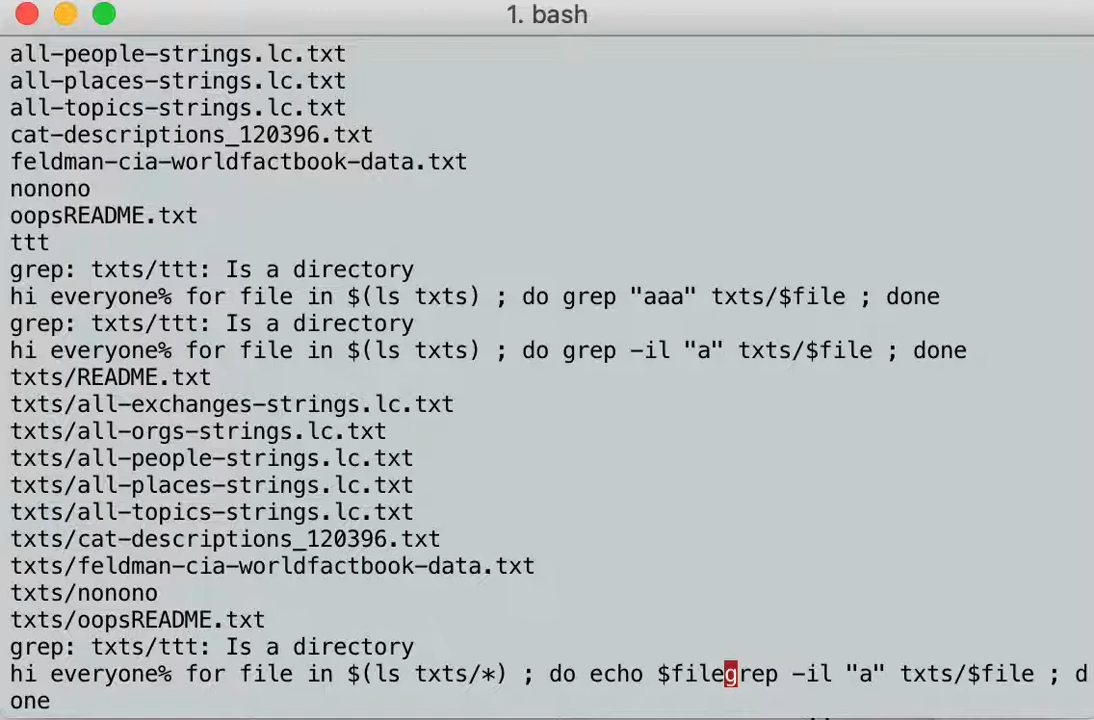 1. bash
all-people-strings.lc.txt
all-places-strings.lc.txt
all-topics-strings.lc.txt
cat-descriptions_120396.txt
feldman-cia-worldfactbook-data.txt
nonono
oopsREADME.txt
ttt
grep: txts/ttt: Is a directory
hi everyone% for file in $(ls txts) ; do grep "aaa" txts/$file ; done
grep: txts/ttt: Is a directory
hi everyone% for file in $(ls txts) ; do grep -il "a" txts/$file ; done
txts/README.txt
txts/all-exchanges-strings.lc.txt
txts/all-orgs-strings.lc.txt
txts/all-people-strings.lc.txt
txts/all-places-strings.lc.txt
txts/all-topics-strings.lc.txt
txts/cat-descriptions_120396.txt
txts/feldman-cia-worldfactbook-data.txt
txts/nonono
txts/oopsREADME.txt
grep: txts/ttt: Is a directory
hi everyone% for file in $(ls txts/*) ; do echo $filegrep -il "a" txts/$file ; d
one